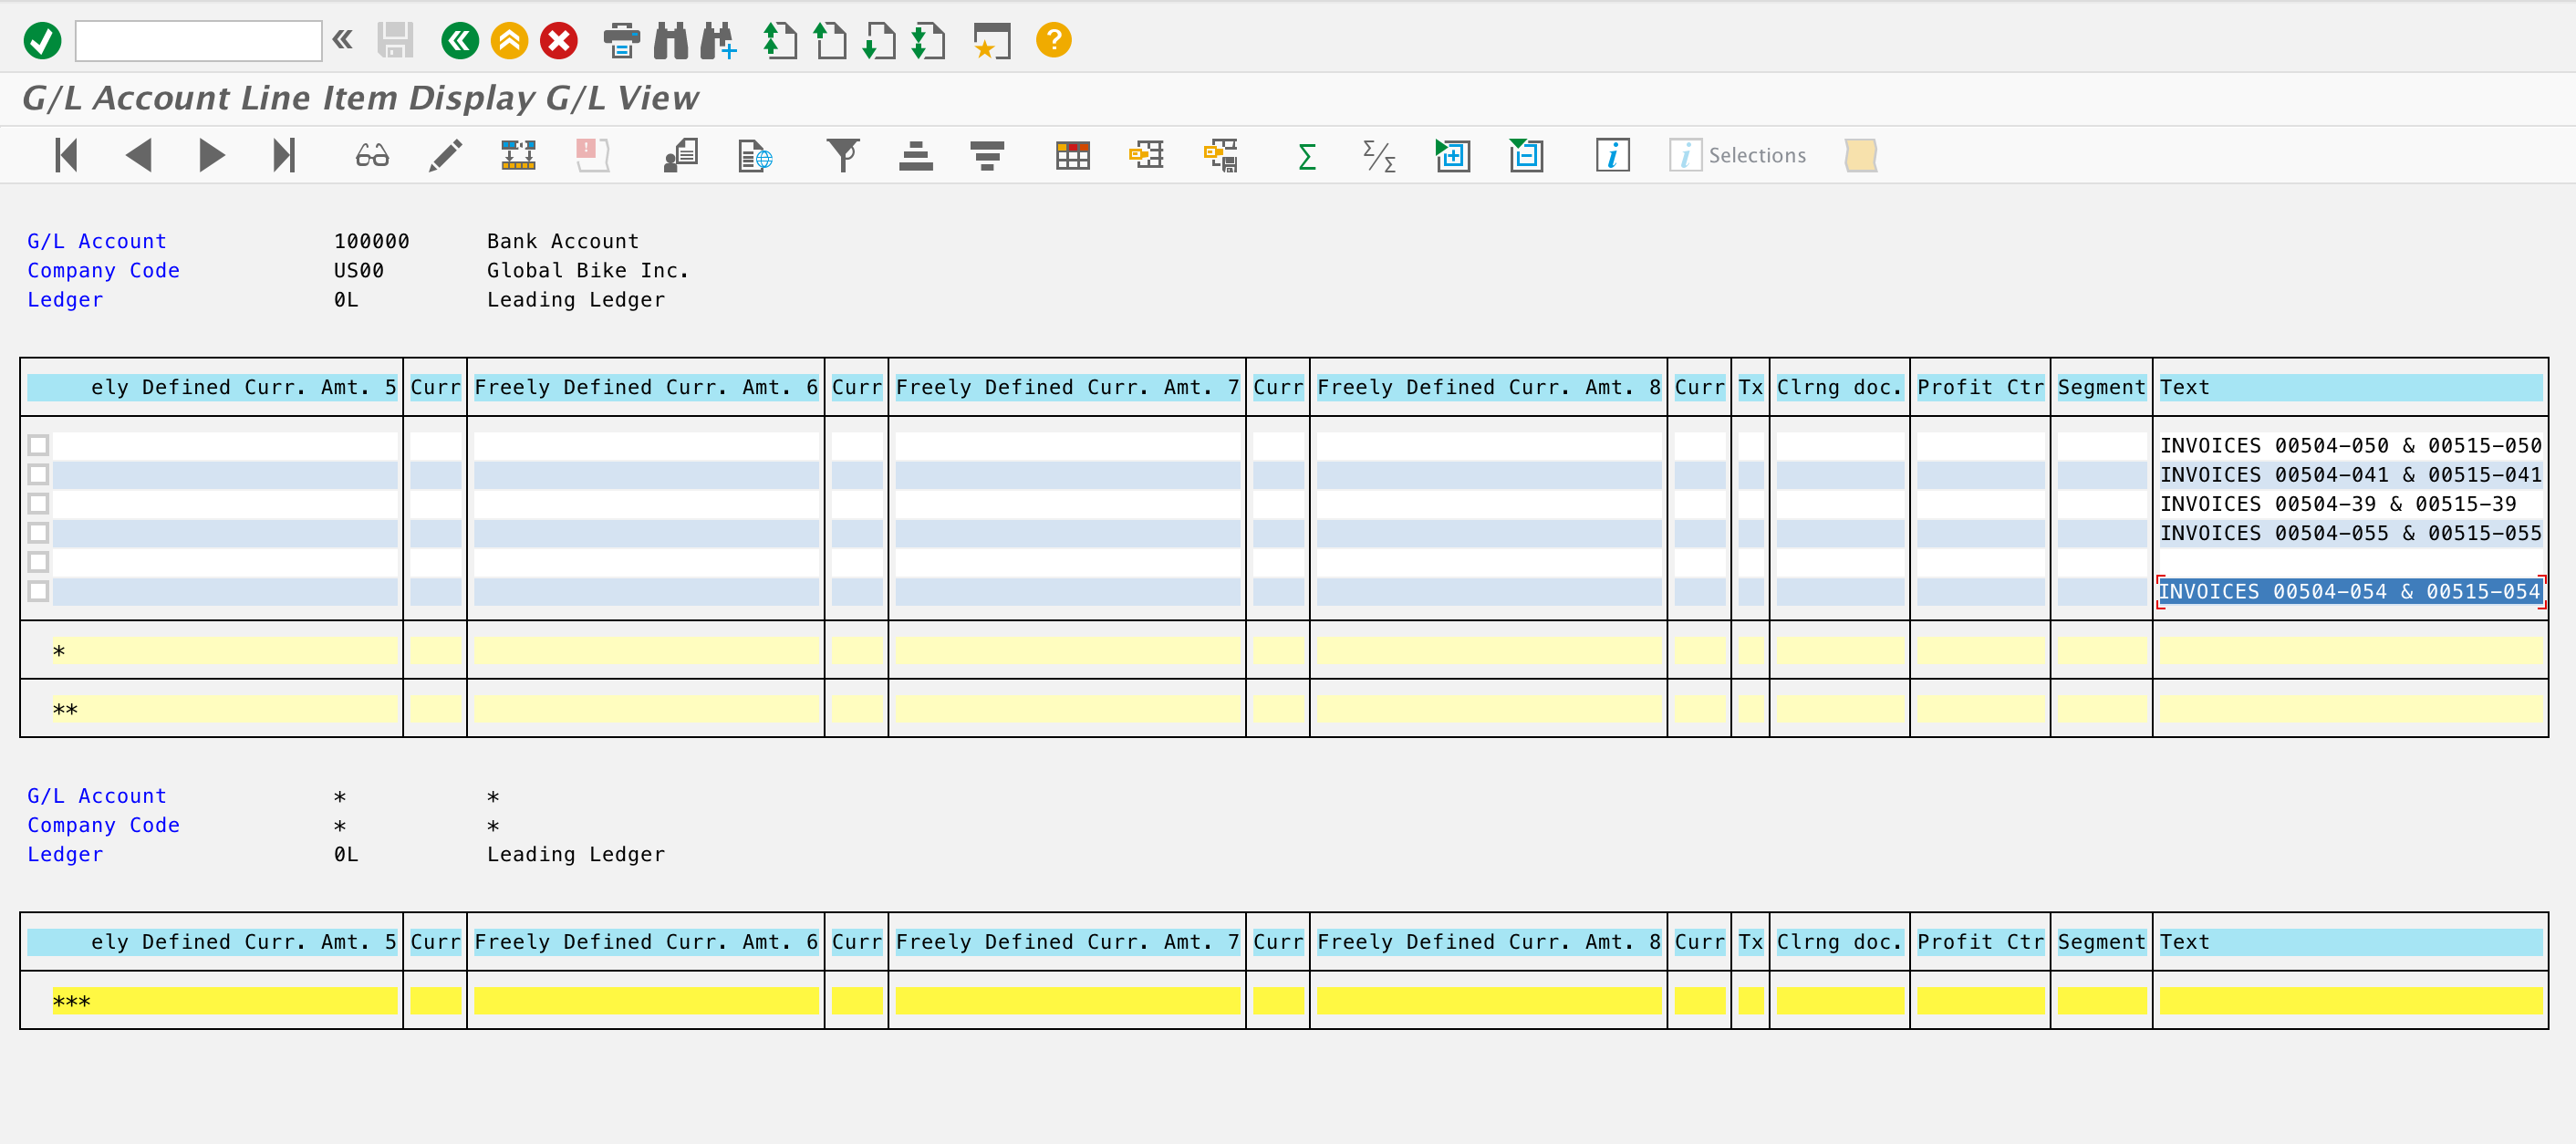 G/L Account Line Item Display G/L View
Selections
G/L Account 100000 Bank Account
Company Code US00 Global Bike Inc.
Ledger 0L Leading Ledger
ely Defined Curr. Amt. 5 Curr Freely Defined Curr. Amt. 6 Curr Freely Defined Curr. Amt. 7 Curr Freely Defined Curr. Amt. 8 Curr Tx Clrng doc. Profit Ctr Segment Text
INVOICES 00504-050 & 00515-050
INVOICES 00504-041 & 00515-041
INVOICES 00504-39 & 00515-39
INVOICES 00504-055 & 00515-055
INVOICES 00504-054 & 00515-054
*
**
G/L Account * *
Company Code * *
Ledger 0L Leading Ledger
ely Defined Curr. Amt. 5 Curr Freely Defined Curr. Amt. 6 Curr Freely Defined Curr. Amt. 7 Curr Freely Defined Curr. Amt. 8 Curr Tx Clrng doc. Profit Ctr Segment Text
***